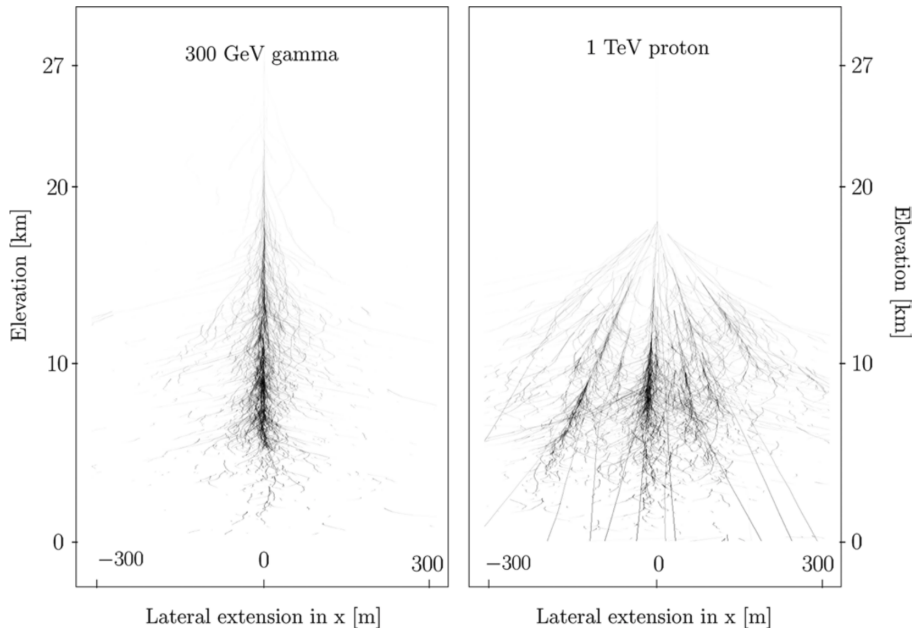 300 GeV gamma
27
20
10
0
Elevation [km]
−300
0
300
Lateral extension in x [m]
1 TeV proton
27
20
10
0
Elevation [km]
−300
0
300
Lateral extension in x [m]